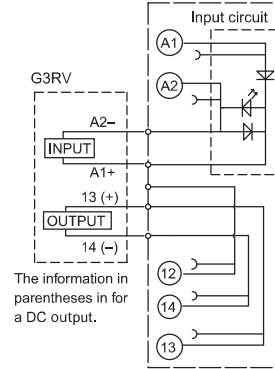 Input circuit
A1
G3RV
A2
A2–
INPUT
A1+
13 (+)
OUTPUT
14 (–)
The information in
parentheses in for
a DC output.
12
14
13